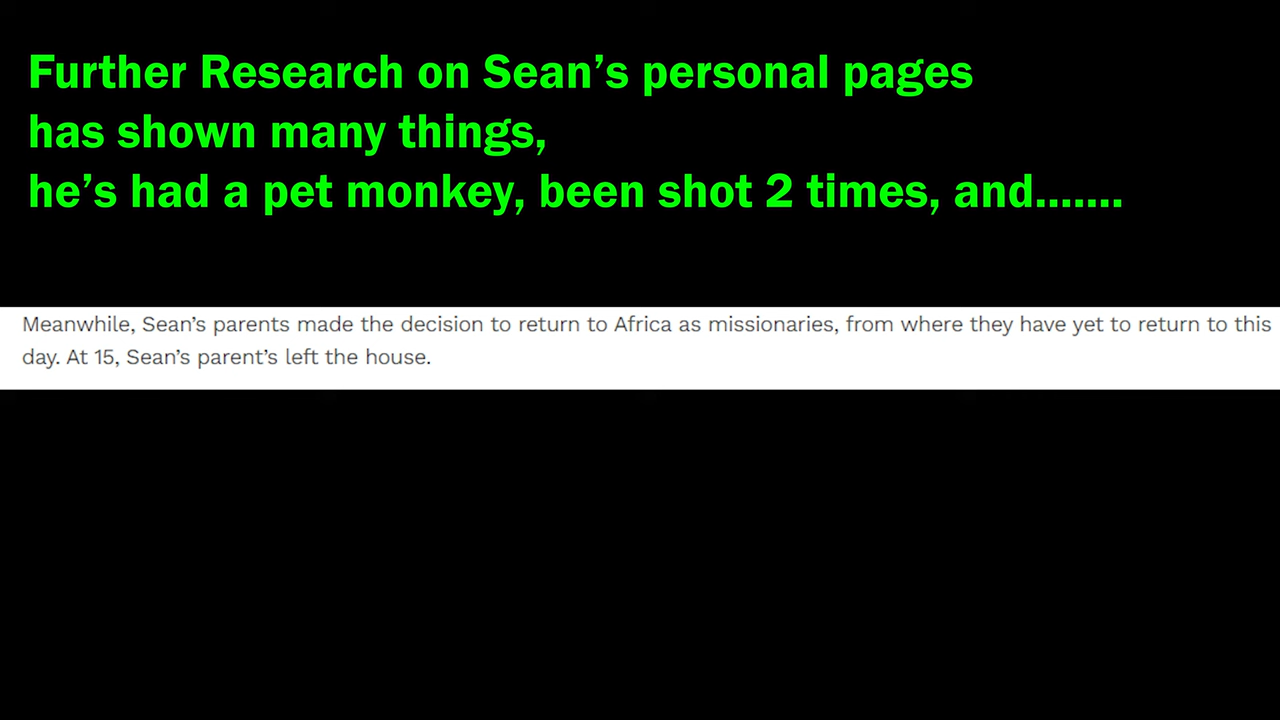 Further Research on Sean’s personal pages
has shown many things,
he’s had a pet monkey, been shot 2 times, and.......
Meanwhile, Sean’s parents made the decision to return to Africa as missionaries, from where they have yet to return to this
day. At 15, Sean’s parent’s left the house.